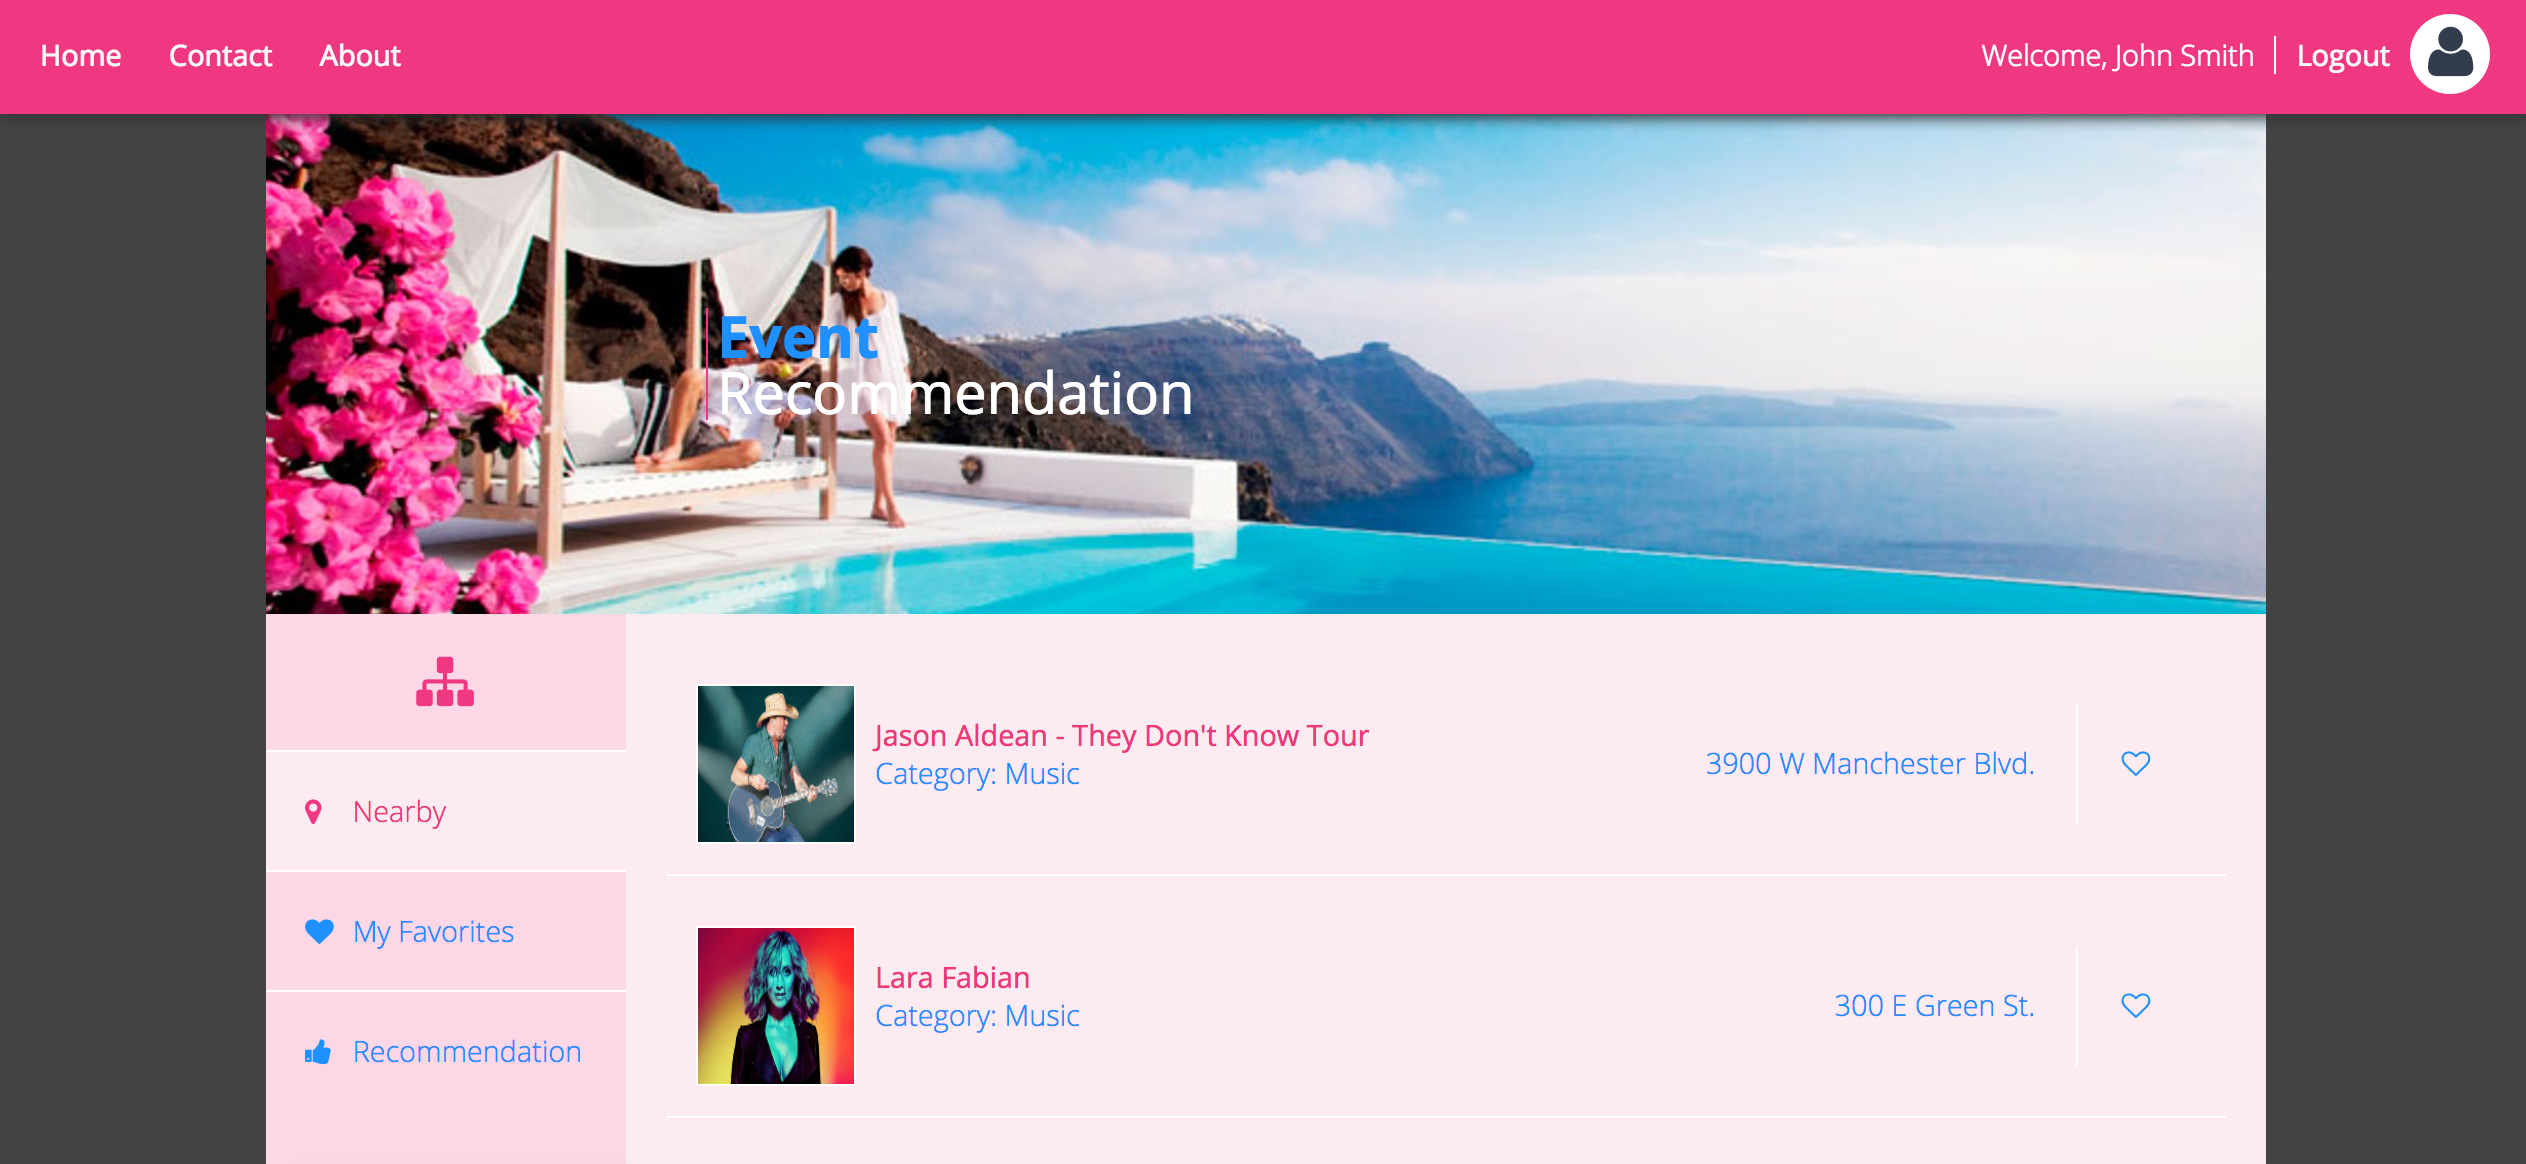 Home Contact About Welcome, John Smith Logout
Event
Recommendation
Jason Aldean - They Don't Know Tour
Category: Music
3900 W Manchester Blvd.
Nearby
My Favorites
Lara Fabian
Category: Music
300 E Green St.
Recommendation